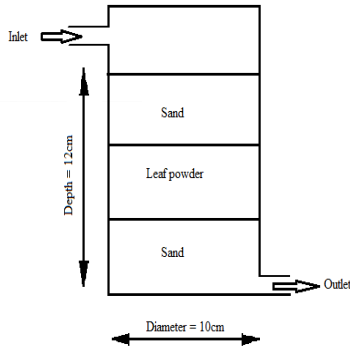 Inlet
Sand
Depth = 12cm
Leaf powder
Sand
Outlet
Diameter = 10cm